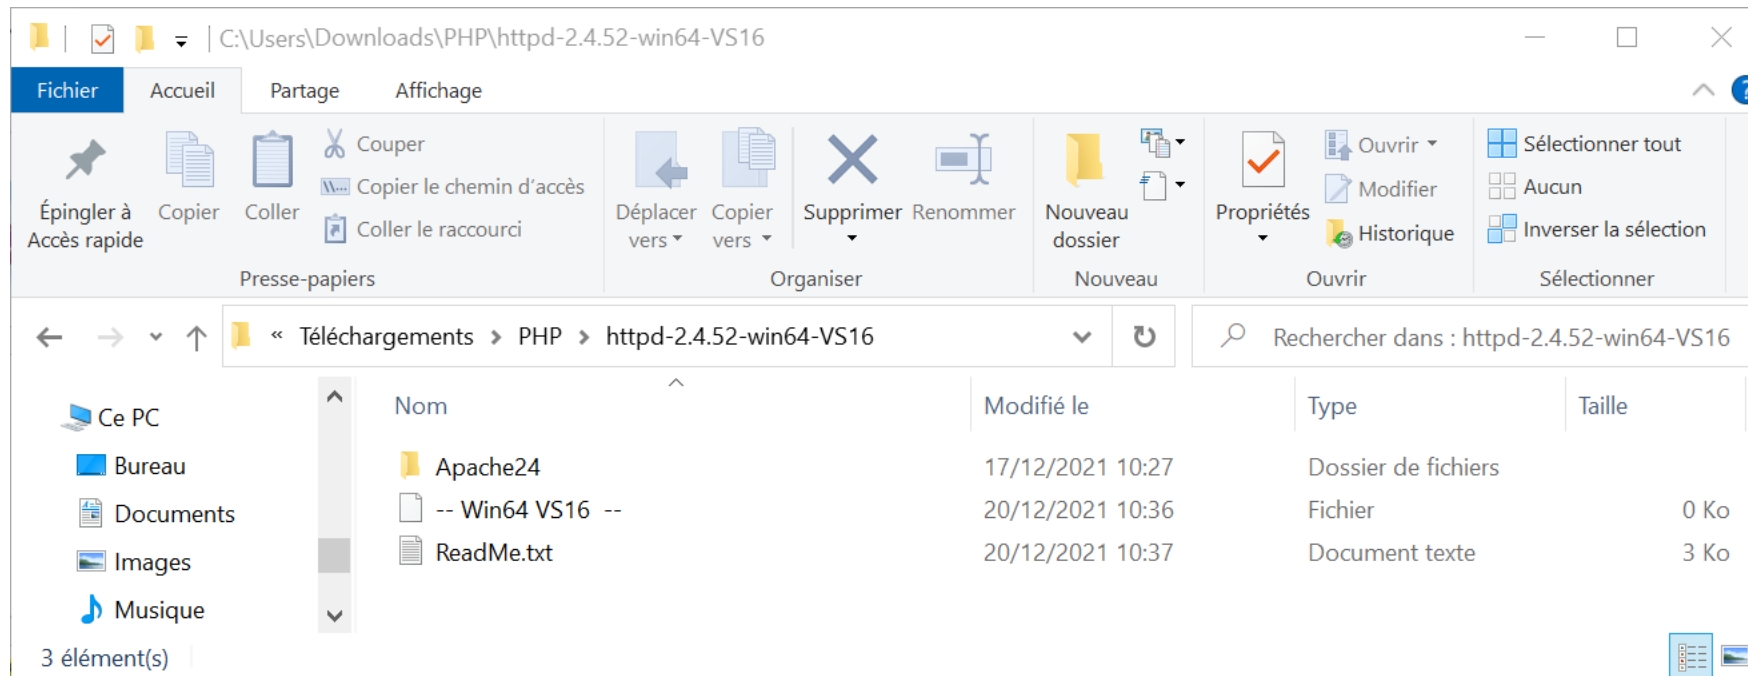 C:\Users\Downloads\PHP\httpd-2.4.52-win64-VS16
Fichier Accueil Partage Affichage
Épingler à Accès rapide
Copier
Coller
Couper
Copier le chemin d'accès
Coller le raccourci
Presse-papiers
Déplacer vers
Copier vers
Supprimer
Renommer
Organiser
Nouveau dossier
Nouveau
Propriétés
Ouvrir
Modifier
Historique
Ouvrir
Sélectionner tout
Aucun
Inverser la sélection
Sélectionner
« Téléchargements > PHP > httpd-2.4.52-win64-VS16
Rechercher dans : httpd-2.4.52-win64-VS16
Ce PC
Bureau
Documents
Images
Musique
Nom Modifié le Type Taille
Apache24 17/12/2021 10:27 Dossier de fichiers
-- Win64 VS16 -- 20/12/2021 10:36 Fichier 0 Ko
ReadMe.txt 20/12/2021 10:37 Document texte 3 Ko
3 élément(s)